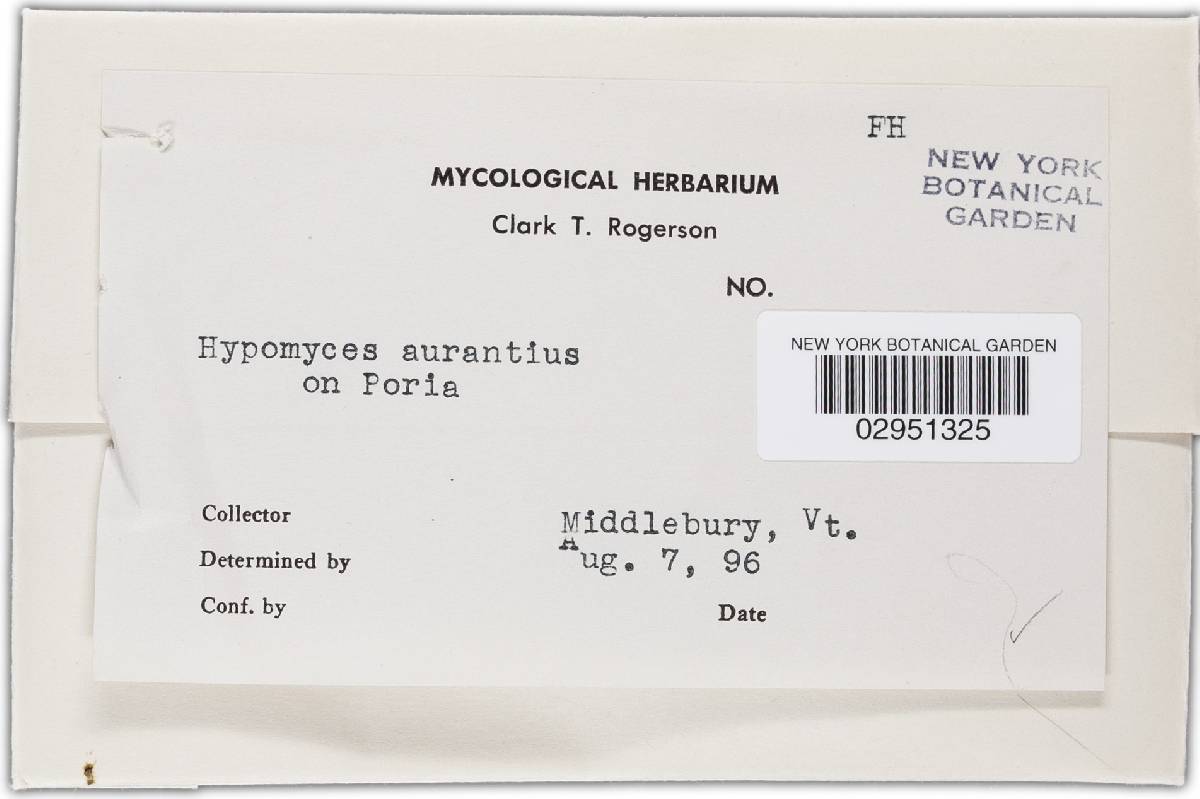 FH
NEW YORK
BOTANICAL
GARDEN
MYCOLOGICAL HERBARIUM
Clark T. Rogerson
NO.
Hypomyces aurantius
on Poria
NEW YORK BOTANICAL GARDEN
02951325
Collector
Middlebury, Vt.
Aug. 7, 96
Determined by
Conf. by
Date